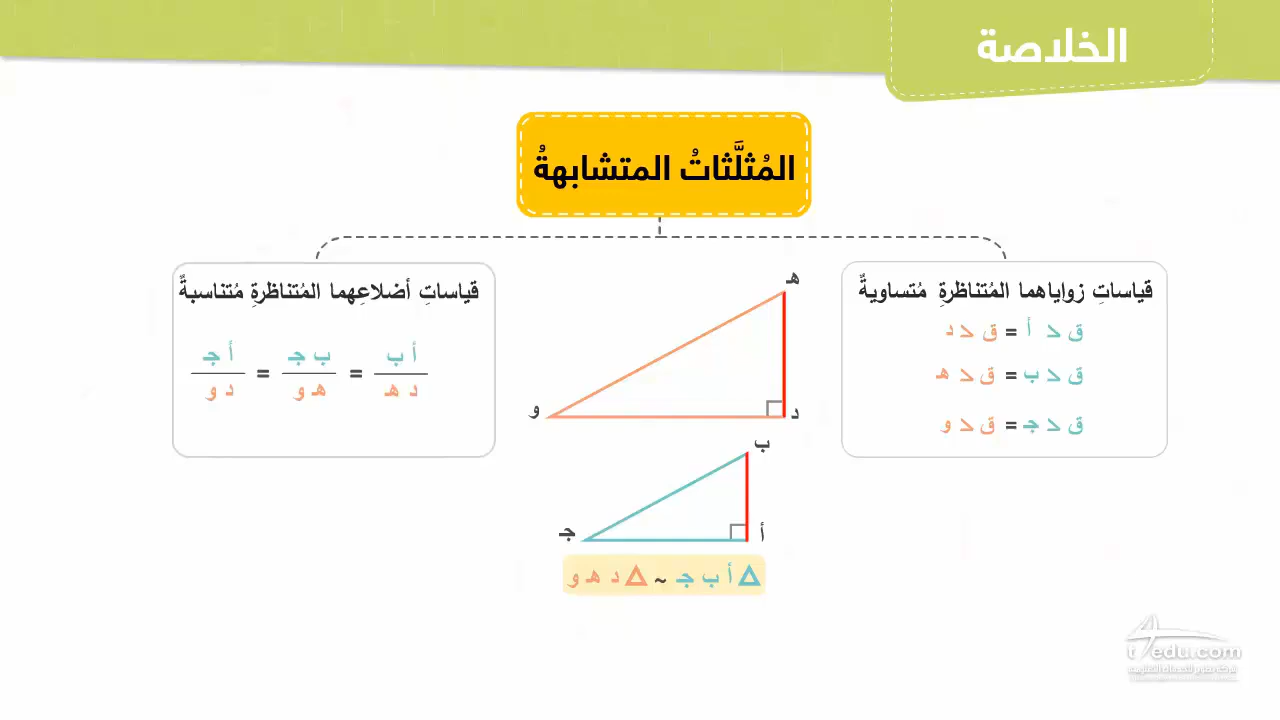 الخلاصة
المُثلَّثاتُ المتشابهةُ
قياساتِ زواياهما المُتناظرةِ مُتساويةٌ
ق > أ = ق > د
ق > ب = ق > هـ
ق > جـ = ق > و
هـ
و
د
ب
جـ
أ
△ أ ب جـ ~ △ د هـ و
قياساتِ أضلاعِهما المُتناظرةِ مُتناسبةٌ
أ ب / د هـ = ب جـ / هـ و = أ جـ / د و
t4edu.com